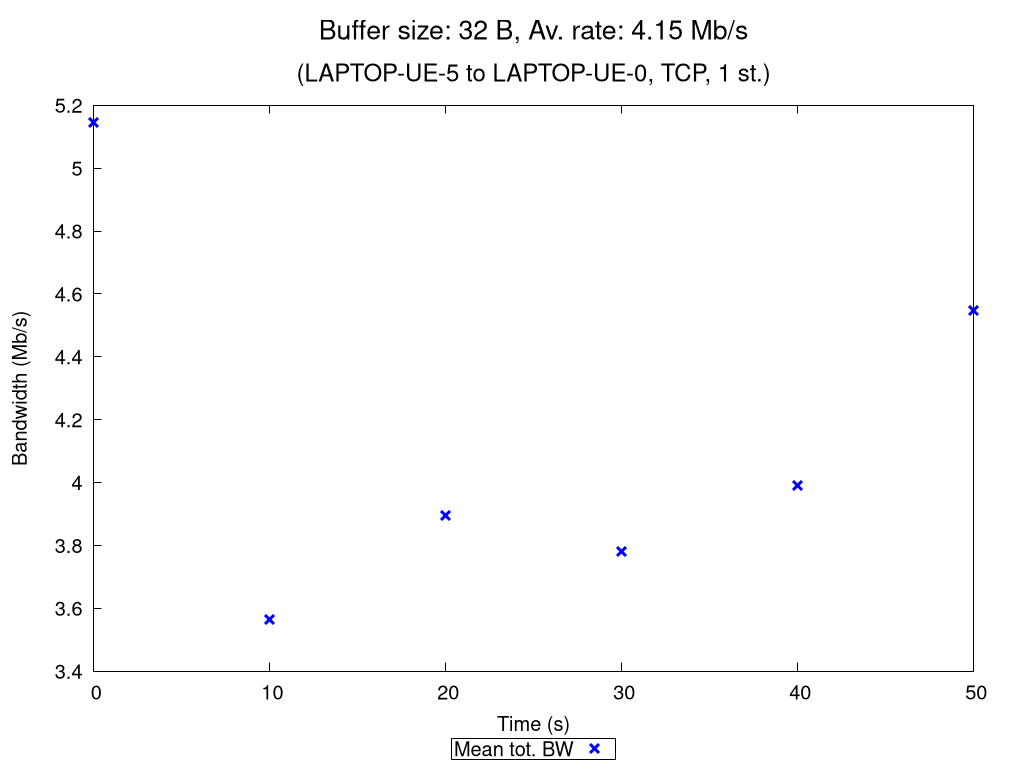 Buffer size: 32 B, Av. rate: 4.15 Mb/s
(LAPTOP-UE-5 to LAPTOP-UE-0, TCP, 1 st.)
5.2
5
4.8
4.6
4.4
4.2
4
3.8
3.6
3.4
Bandwidth (Mb/s)
0 10 20 30 40 50
Time (s)
Mean tot. BW